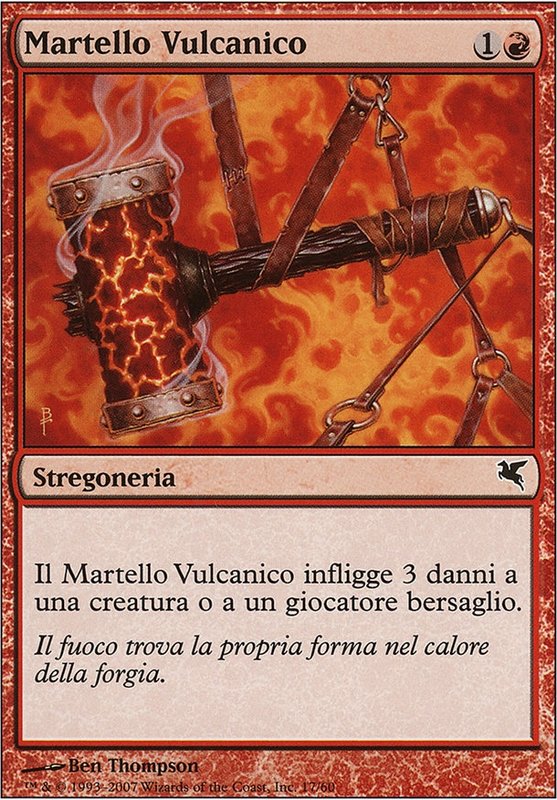 Martello Vulcanico 1
Stregoneria
Il Martello Vulcanico infligge 3 danni a
una creatura o a un giocatore bersaglio.
Il fuoco trova la propria forma nel calore
della forgia.
Ben Thompson
™ & © 1993-2007 Wizards of the Coast, Inc. 17/60